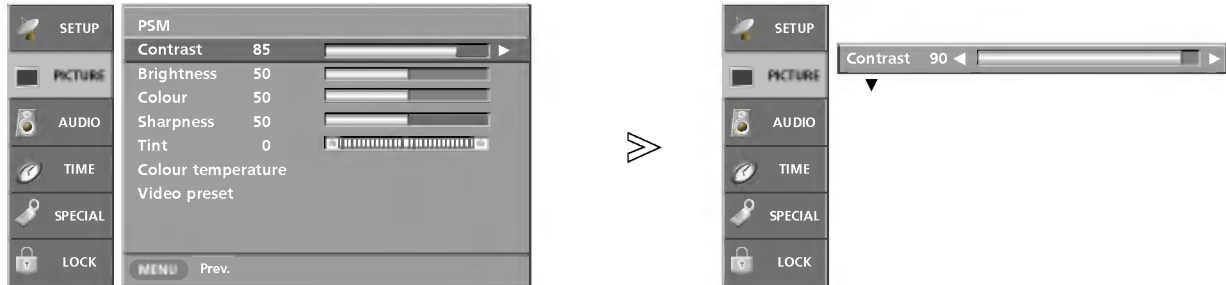 SETUP
PICTURE
AUDIO
TIME
SPECIAL
LOCK
PSM
Contrast 85
Brightness 50
Colour 50
Sharpness 50
Tint 0
Colour temperature
Video preset
MENU Prev.
SETUP
PICTURE
AUDIO
TIME
SPECIAL
LOCK
Contrast 90